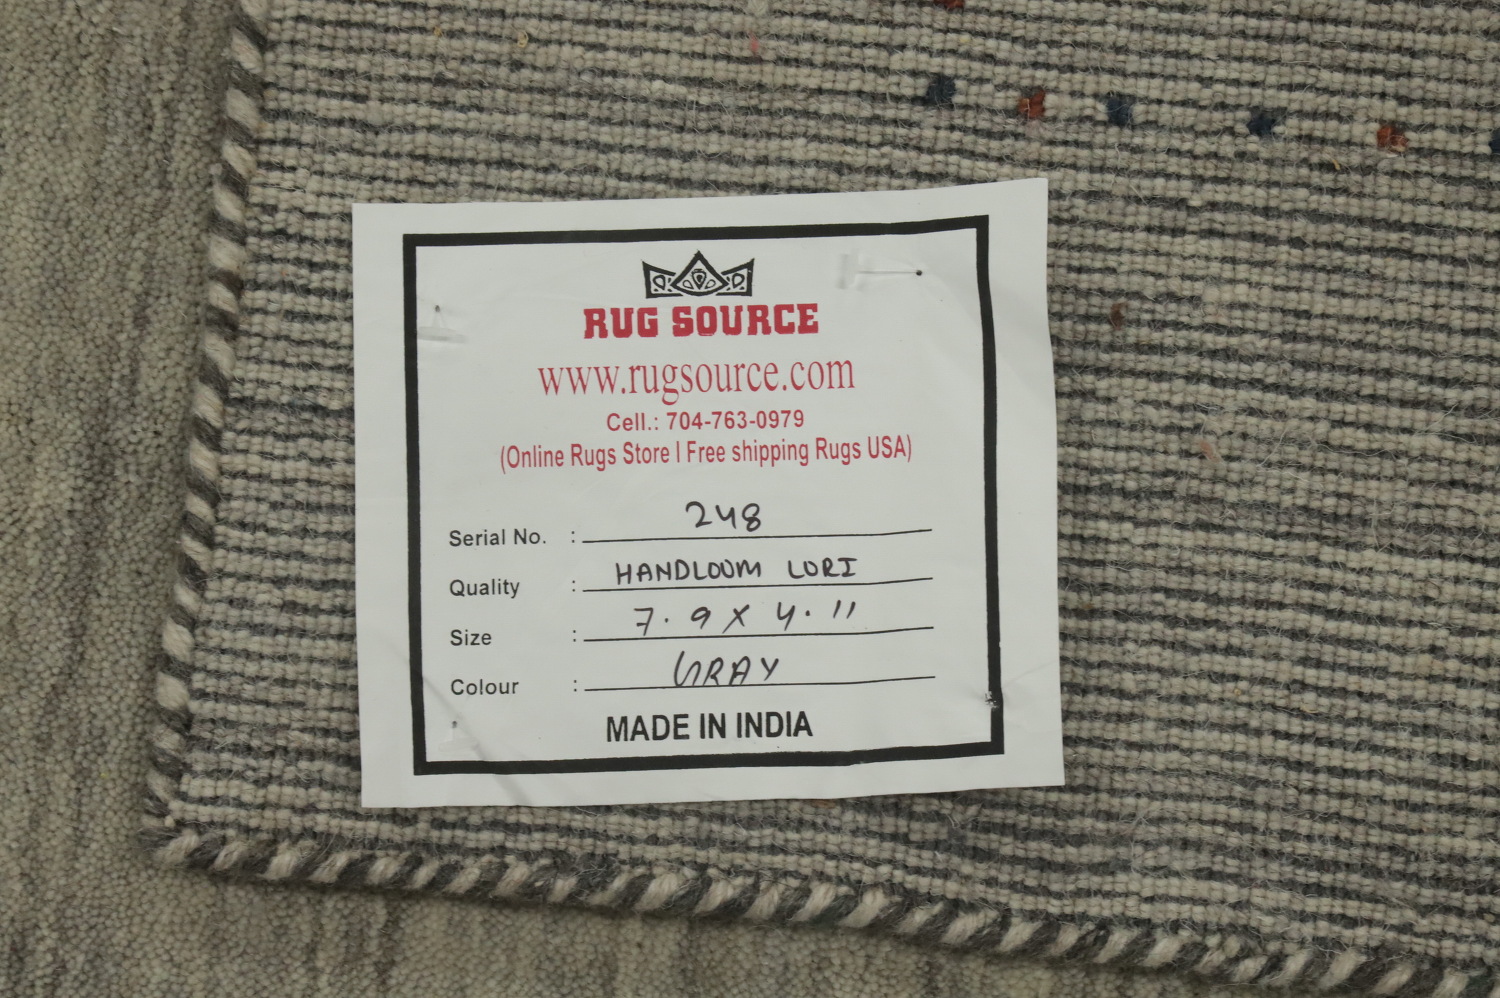 RUG SOURCE
www.rugsource.com
Cell.: 704-763-0979
(Online Rugs Store I Free shipping Rugs USA)
Serial No. : 248
Quality : HANDLOOM LORI
Size : 7.9 X 4.11
Colour : GRAY
MADE IN INDIA